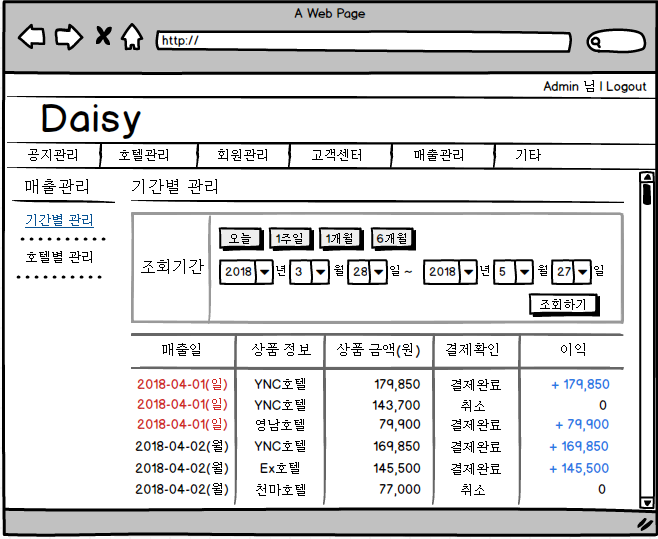 A Web Page
http://
Admin 님 | Logout
Daisy
공지관리 호텔관리 회원관리 고객센터 매출관리 기타
매출관리
기간별 관리
호텔별 관리
기간별 관리
조회기간
오늘 1주일 1개월 6개월
2018 년 3 월 28 일 ~ 2018 년 5 월 27 일
조회하기
매출일 상품 정보 상품 금액(원) 결제확인 이익
2018-04-01(일) YNC호텔 179,850 결제완료 + 179,850
2018-04-01(일) YNC호텔 143,700 취소 0
2018-04-01(일) 영남호텔 79,900 결제완료 + 79,900
2018-04-02(월) YNC호텔 169,850 결제완료 + 169,850
2018-04-02(월) Ex호텔 145,500 결제완료 + 145,500
2018-04-02(월) 천마호텔 77,000 취소 0